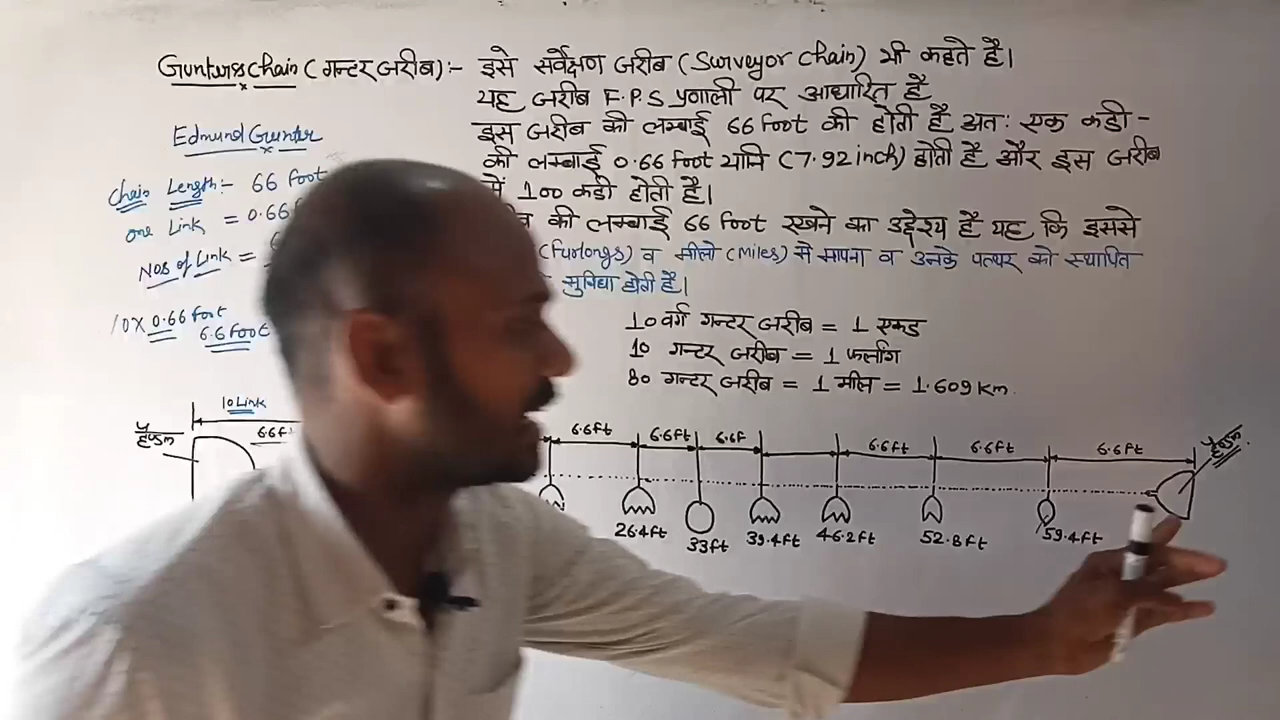 Gunter's Chain (गन्टर जरीब) :- इसे सर्वेक्षण जरीब (Surveyor Chain) भी कहते है।
यह जरीब F.P.S प्रणाली पर आधारित है
इस जरीब की लम्बाई 66 Foot की होती है अतः एक कडी -
की लम्बाई 0.66 foot यानि (7.92 inch) होती है और इस जरीब
में 100 कडी होती है।
की लम्बाई 66 Foot रखने का उद्देश्य है यह कि इससे
(Furlongs) व मीलो (Miles) से मापना व उनके पत्थर को स्थापित
सुविधा होती है।
Edmund Gunter
Chain Length:- 66 foot
one Link = 0.66
Nos of Link =
10 X 0.66 foot
6.6 foot
10 वर्ग गन्टर जरीब = 1 एकड
10 गन्टर जरीब = 1 फर्लांग
80 गन्टर जरीब = 1 मील = 1.609 Km.
10 Link
6.6ft
6.6ft
6.6ft
6.6f
6.6ft
6.6ft
6.6ft
26.4ft
33ft
39.4ft
46.2ft
52.8ft
59.4ft